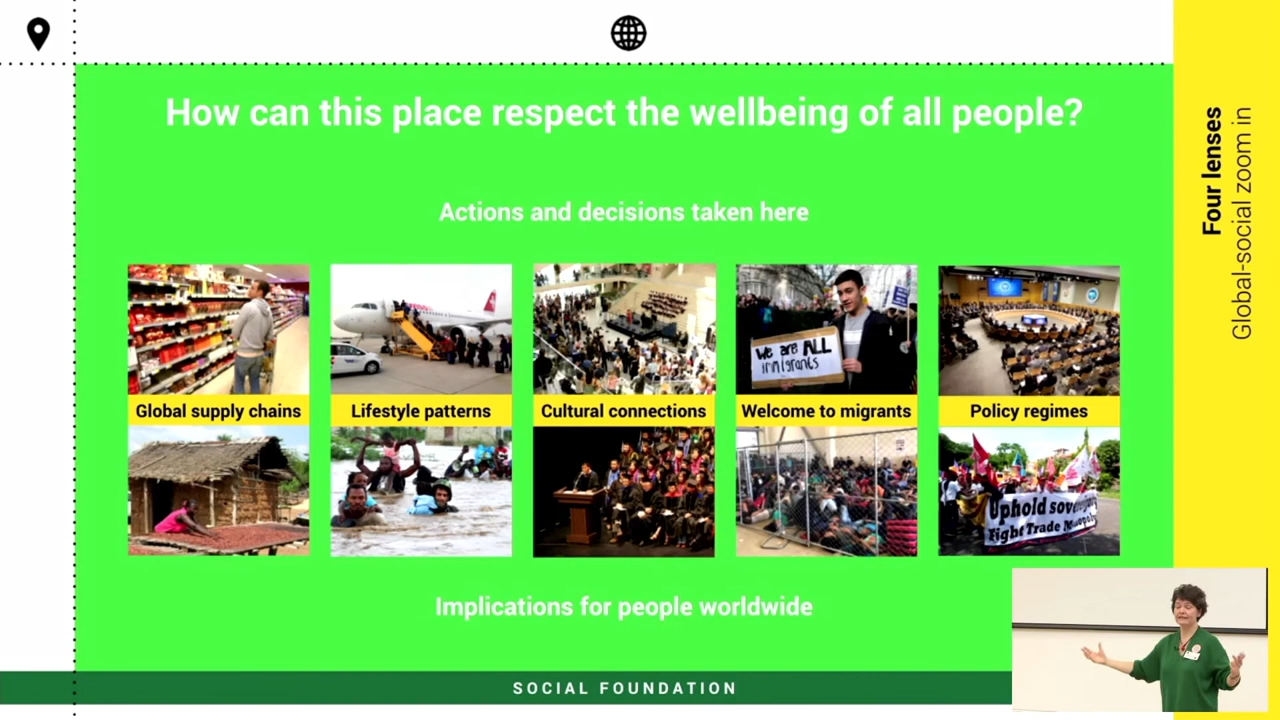 How can this place respect the wellbeing of all people?
Actions and decisions taken here
We are ALL
immigrants
Global supply chains
Lifestyle patterns
Cultural connections
Welcome to migrants
Policy regimes
Uphold
Fight Trade
Implications for people worldwide
SOCIAL FOUNDATION
Four lenses
Global-social zoom in